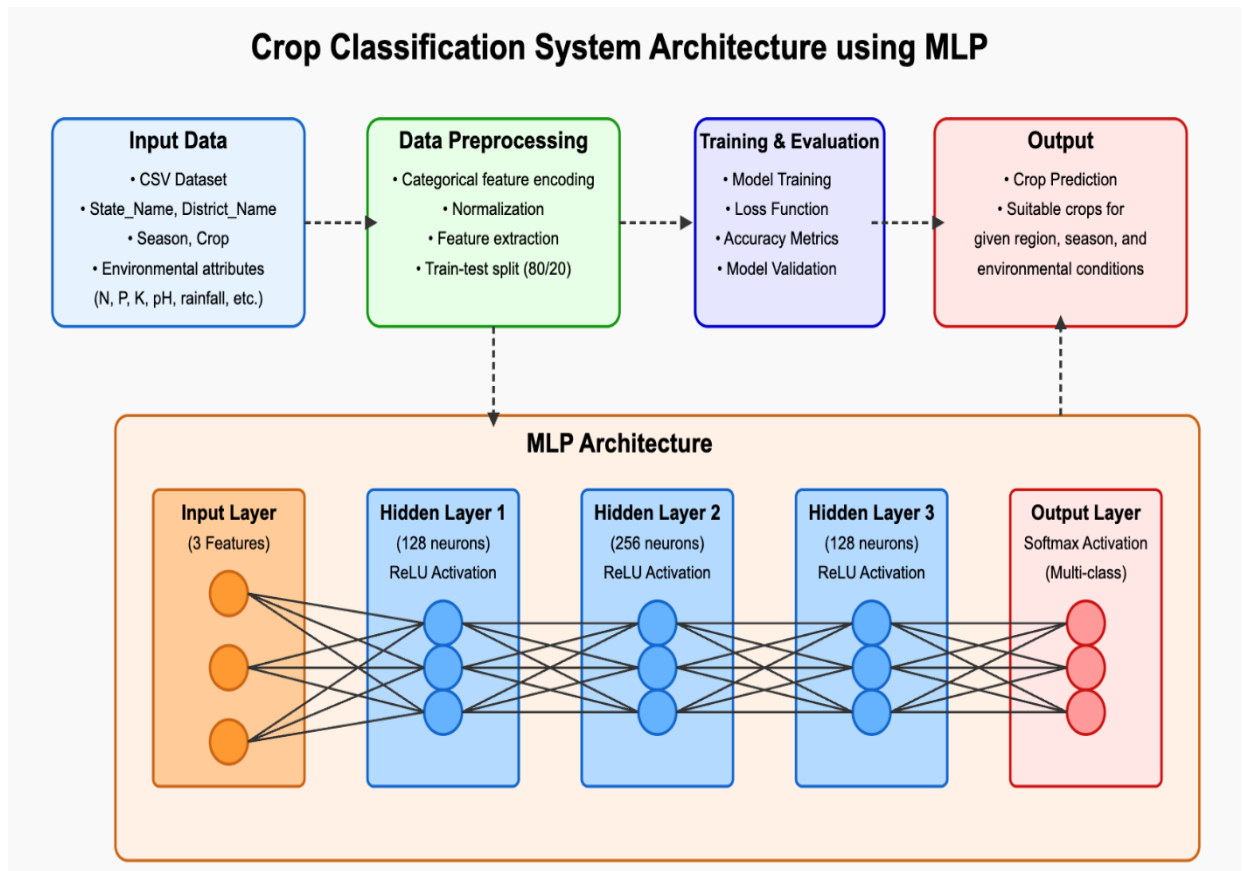 Crop Classification System Architecture using MLP
Input Data
• CSV Dataset
• State_Name, District_Name
• Season, Crop
• Environmental attributes
(N, P, K, pH, rainfall, etc.)
Data Preprocessing
• Categorical feature encoding
• Normalization
• Feature extraction
• Train-test split (80/20)
Training & Evaluation
• Model Training
• Loss Function
• Accuracy Metrics
• Model Validation
Output
• Crop Prediction
• Suitable crops for
given region, season, and
environmental conditions
MLP Architecture
Input Layer
(3 Features)
Hidden Layer 1
(128 neurons)
ReLU Activation
Hidden Layer 2
(256 neurons)
ReLU Activation
Hidden Layer 3
(128 neurons)
ReLU Activation
Output Layer
Softmax Activation
(Multi-class)